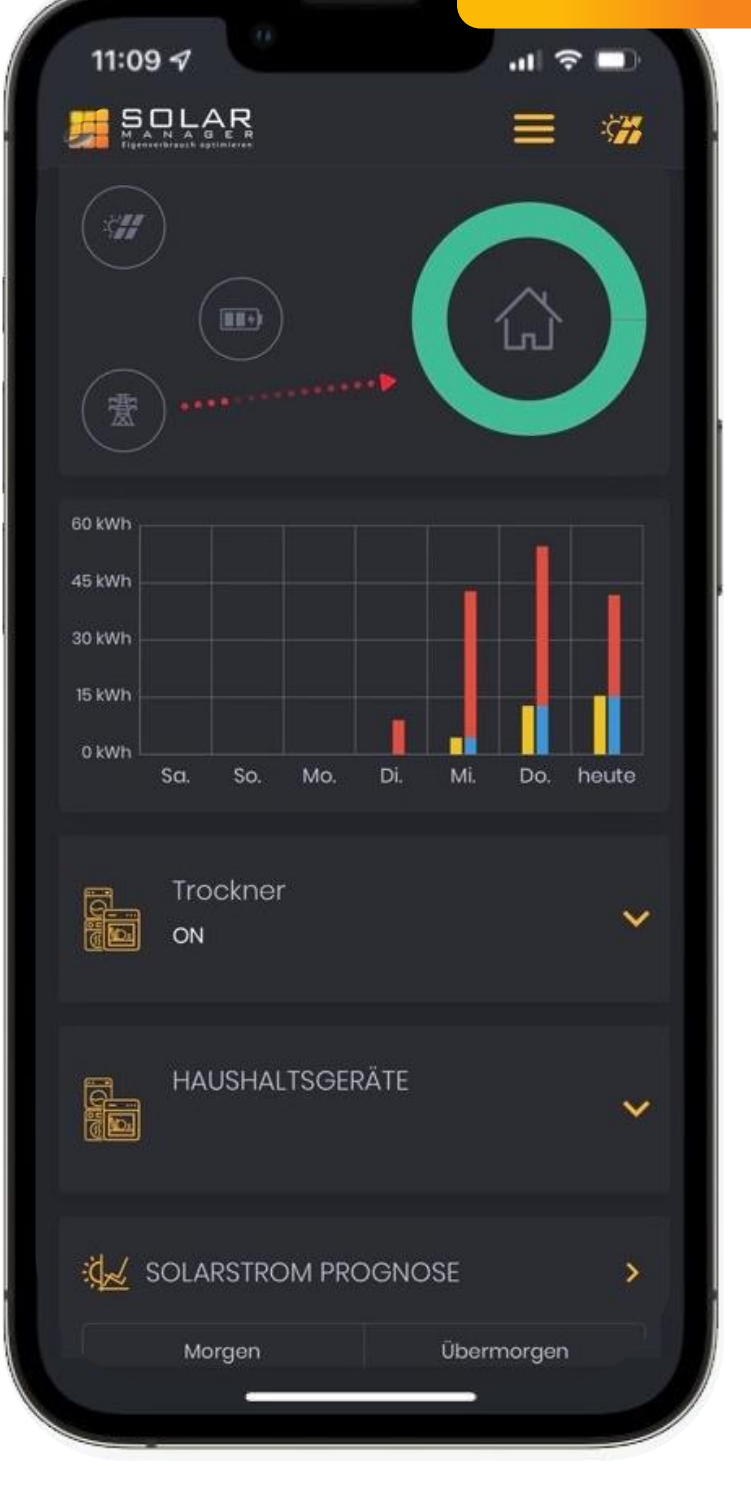 11:09
SOLAR
MANAGER
Eigenverbrauch optimieren
60 kWh
45 kWh
30 kWh
15 kWh
0 kWh
Sa. So. Mo. Di. Mi. Do. heute
Trockner
ON
HAUSHALTSGERÄTE
SOLARSTROM PROGNOSE
Morgen Übermorgen